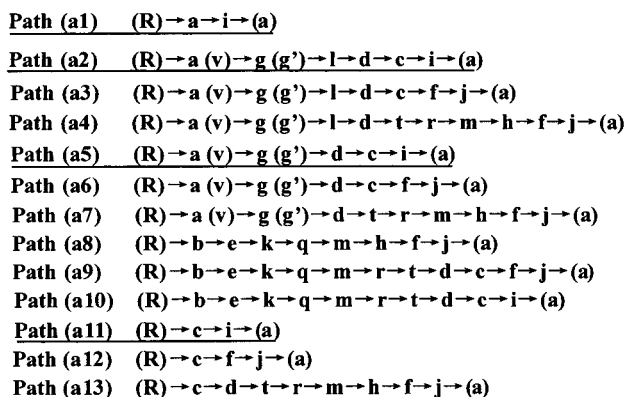 Path (a1) (R)→a→i→(a)
Path (a2) (R)→a (v)→g (g’)→l→d→c→i→(a)
Path (a3) (R)→a (v)→g (g’)→l→d→c→f→j→(a)
Path (a4) (R)→a (v)→g (g’)→l→d→t→r→m→h→f→j→(a)
Path (a5) (R)→a (v)→g (g’)→d→c→i→(a)
Path (a6) (R)→a (v)→g (g’)→d→c→f→j→(a)
Path (a7) (R)→a (v)→g (g’)→d→t→r→m→h→f→j→(a)
Path (a8) (R)→b→e→k→q→m→h→f→j→(a)
Path (a9) (R)→b→e→k→q→m→r→t→d→c→f→j→(a)
Path (a10) (R)→b→e→k→q→m→r→t→d→c→i→(a)
Path (a11) (R)→c→i→(a)
Path (a12) (R)→c→f→j→(a)
Path (a13) (R)→c→d→t→r→m→h→f→j→(a)